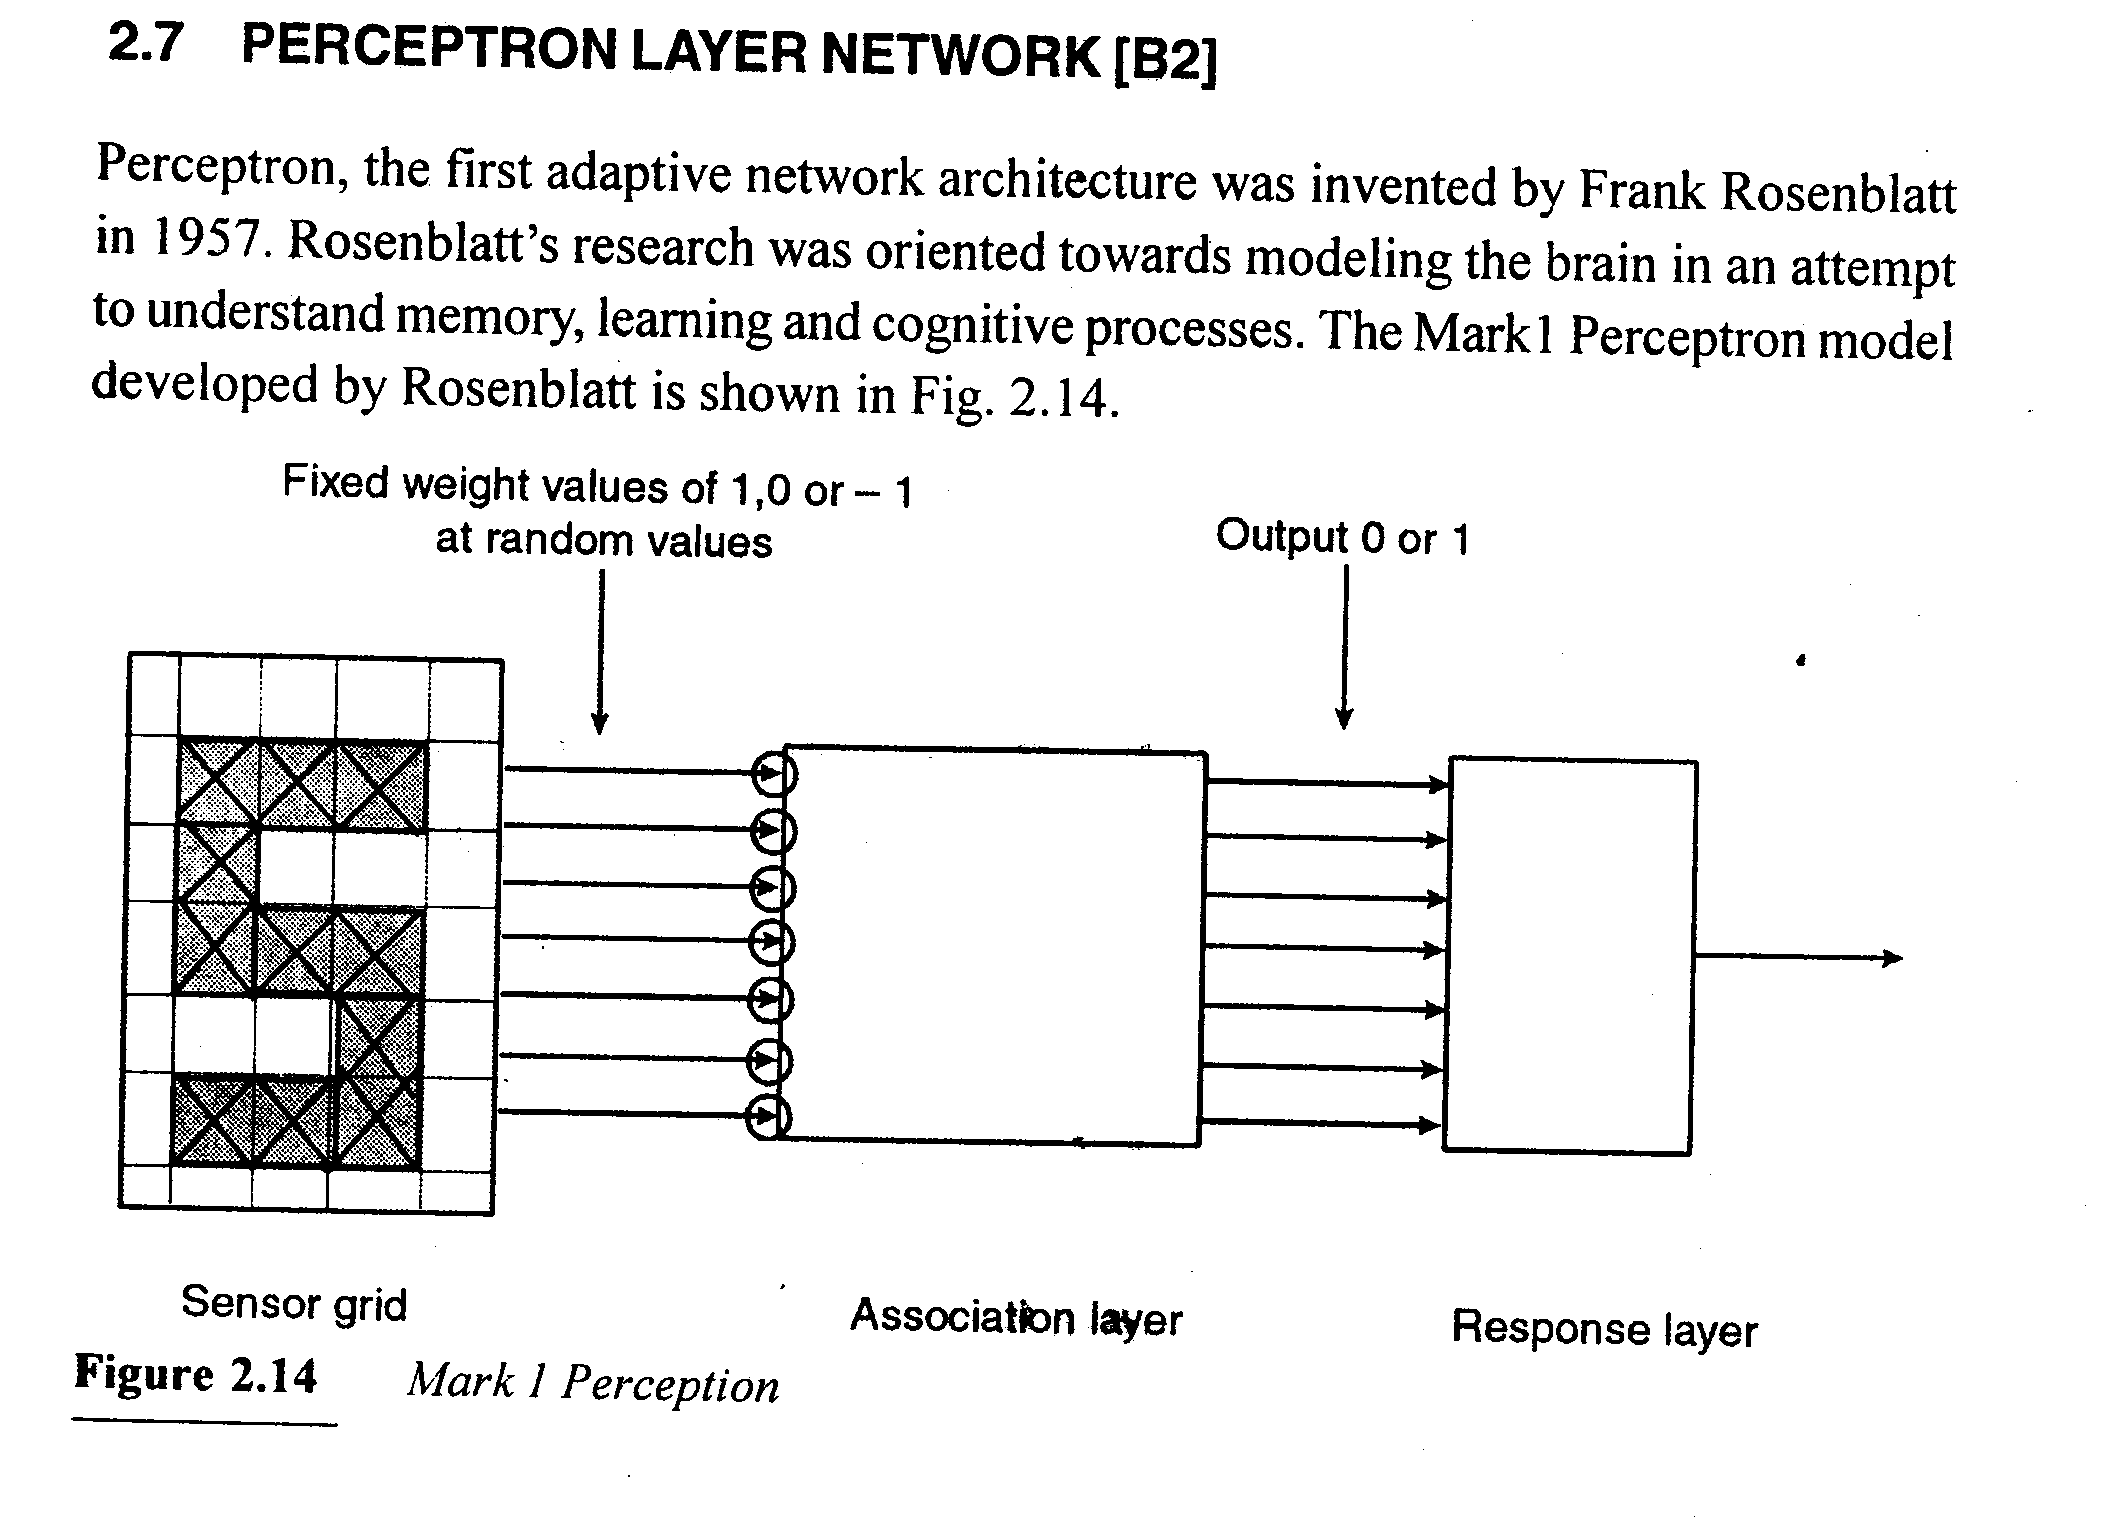 2.7 PERCEPTRON LAYER NETWORK [B2]
Perceptron, the first adaptive network architecture was invented by Frank Rosenblatt
in 1957. Rosenblatt's research was oriented towards modeling the brain in an attempt
to understand memory, learning and cognitive processes. The Mark1 Perceptron model
developed by Rosenblatt is shown in Fig. 2.14.
Fixed weight values of 1,0 or – 1
at random values
Output 0 or 1
Sensor grid
Association layer
Response layer
Figure 2.14 Mark 1 Perception